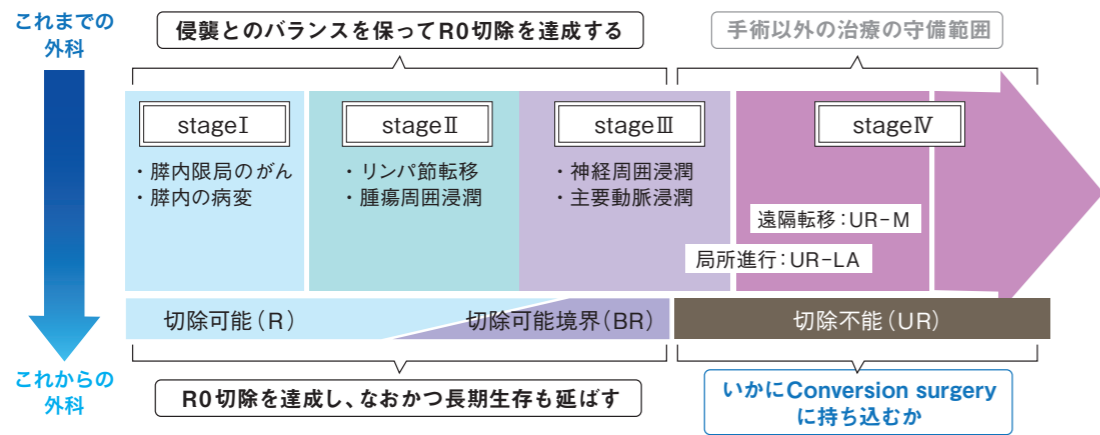 これまでの
外科
侵襲とのバランスを保ってR0切除を達成する
手術以外の治療の守備範囲
stageⅠ
stageⅡ
stageⅢ
stageⅣ
・膵内限局のがん
・膵内の病変
・リンパ節転移
・腫瘍周囲浸潤
・神経周囲浸潤
・主要動脈浸潤
遠隔転移：UR-M
局所進行：UR-LA
切除可能（R）
切除可能境界（BR）
切除不能（UR）
これからの
外科
R0切除を達成し、なおかつ長期生存も延ばす
いかにConversion surgery
に持ち込むか